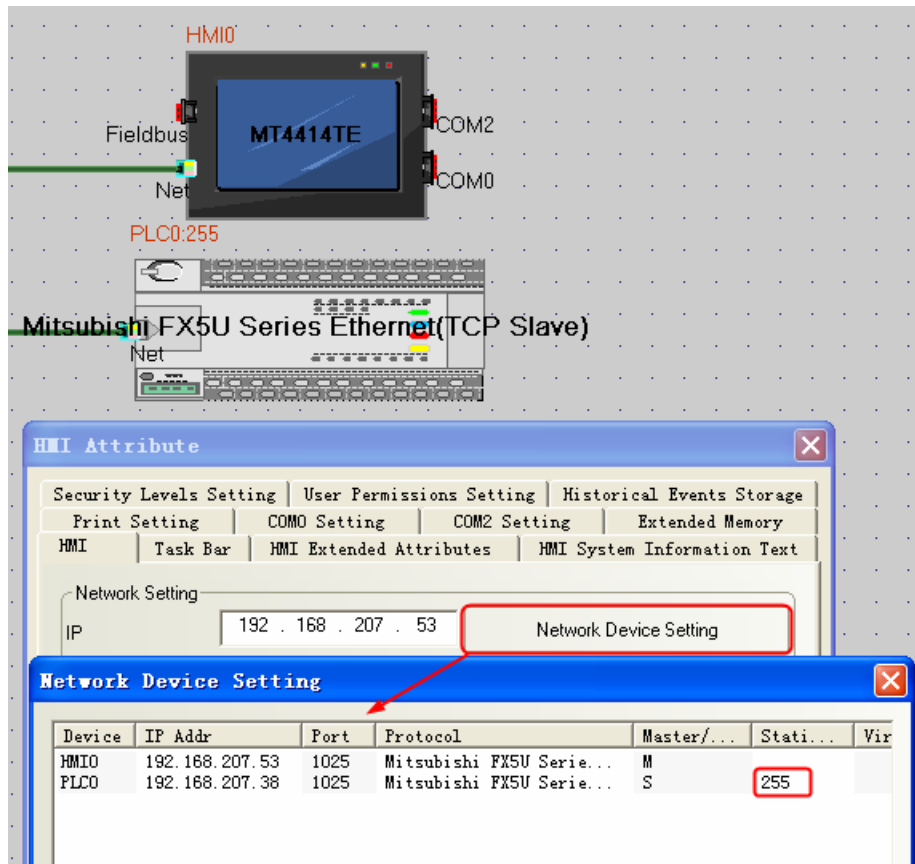 HMI0
Fieldbus
MT4414TE
COM2
Net
COM0
PLC0:255
Mitsubishi FX5U Series Ethernet(TCP Slave)
Net
HMI Attribute
Security Levels Setting User Permissions Setting Historical Events Storage
Print Setting COM0 Setting COM2 Setting Extended Memory
HMI Task Bar HMI Extended Attributes HMI System Information Text
Network Setting
IP 192 . 168 . 207 . 53 Network Device Setting
Network Device Setting
Device IP Addr Port Protocol Master/... Stati... Vir
HMI0 192.168.207.53 1025 Mitsubishi FX5U Serie... M
PLC0 192.168.207.38 1025 Mitsubishi FX5U Serie... S 255